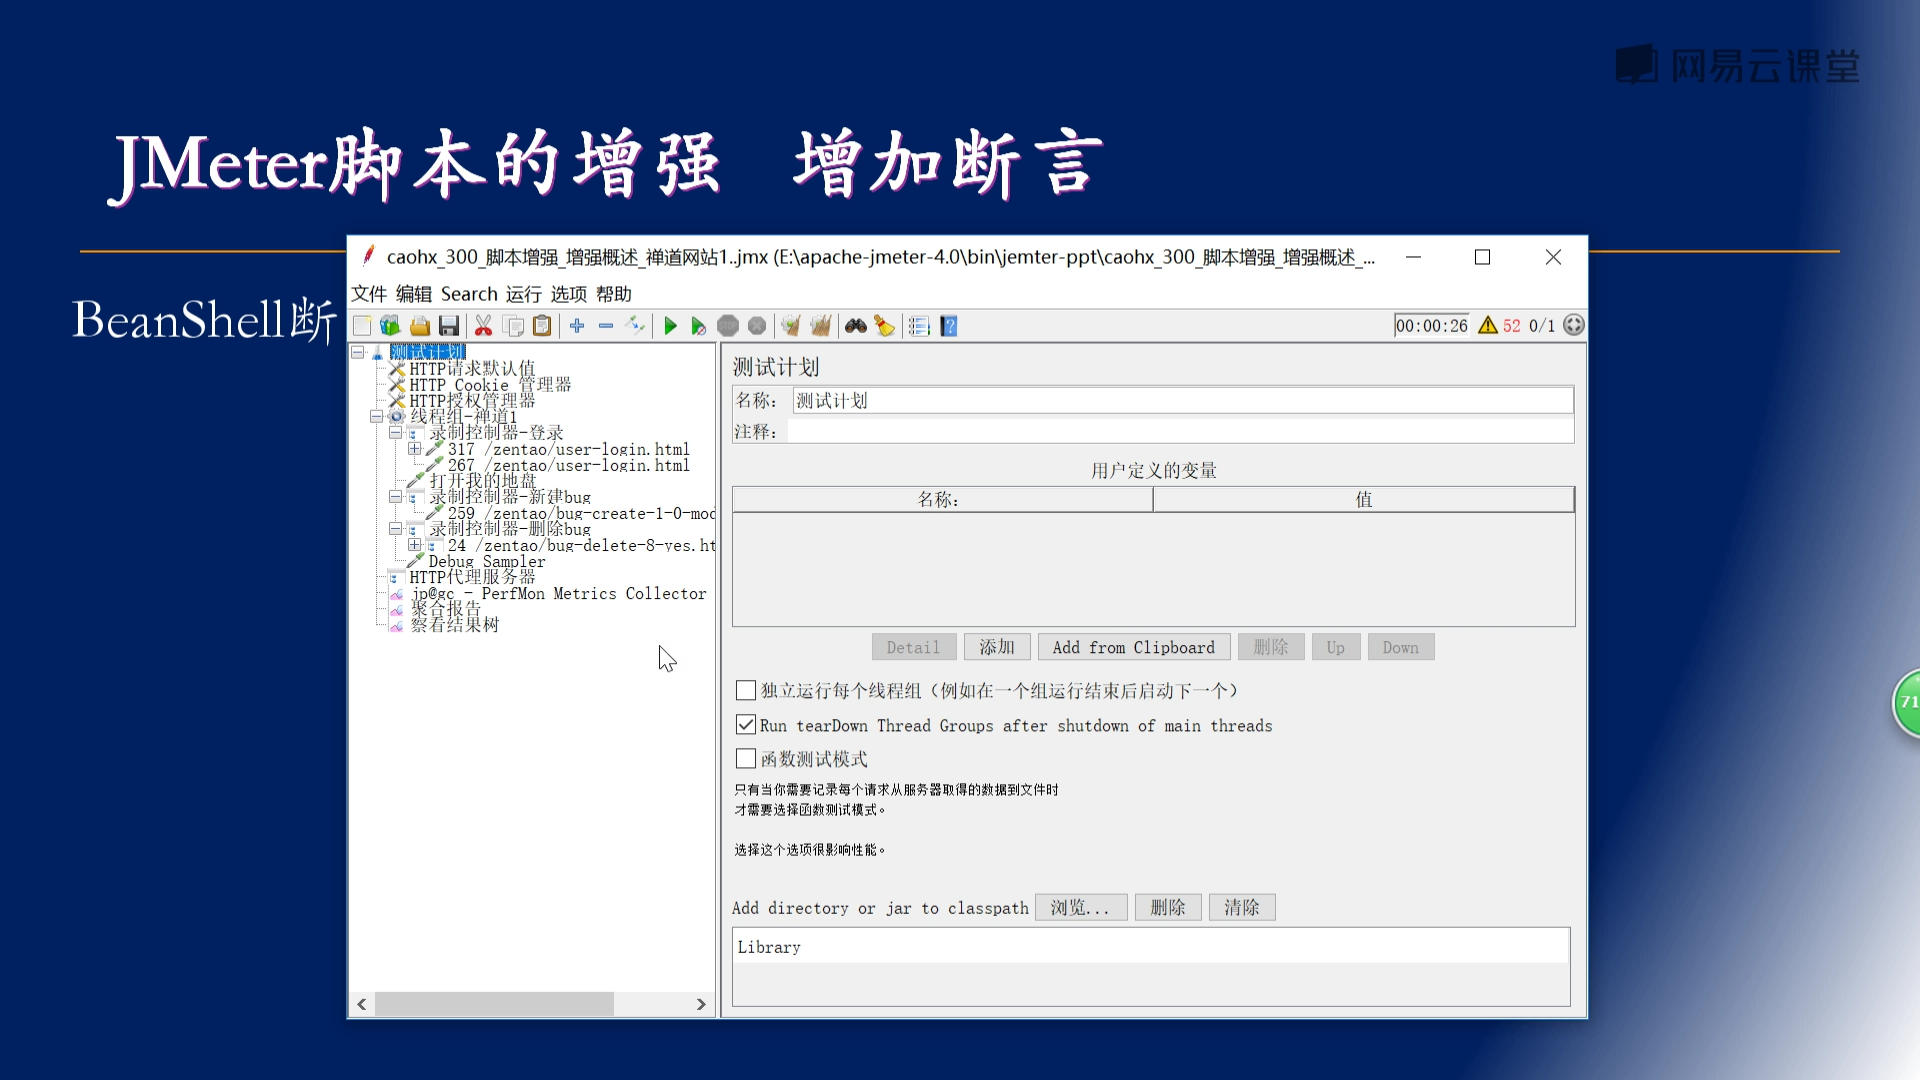 网易云课堂
JMeter脚本的增强 增加断言
BeanShell断
caohx_300_脚本增强_增强概述_禅道网站1..jmx (E:\apache-jmeter-4.0\bin\jemter-ppt\caohx_300_脚本增强_增强概述_...
文件 编辑 Search 运行 选项 帮助
00:00:26 52 0/1
测试计划
HTTP请求默认值
HTTP Cookie 管理器
HTTP授权管理器
线程组-禅道1
录制控制器-登录
317 /zentao/user-login.html
267 /zentao/user-login.html
打开我的地盘
录制控制器-新建bug
259 /zentao/bug-create-1-0-mod
录制控制器-删除bug
24 /zentao/bug-delete-8-yes.ht
Debug Sampler
HTTP代理服务器
jp@gc - PerfMon Metrics Collector
聚合报告
察看结果树
测试计划
名称： 测试计划
注释：
用户定义的变量
名称： 值
Detail 添加 Add from Clipboard 删除 Up Down
独立运行每个线程组（例如在一个组运行结束后启动下一个）
Run tearDown Thread Groups after shutdown of main threads
函数测试模式
只有当你需要记录每个请求从服务器取得的数据到文件时
才需要选择函数测试模式。
选择这个选项很影响性能。
Add directory or jar to classpath 浏览... 删除 清除
Library
71